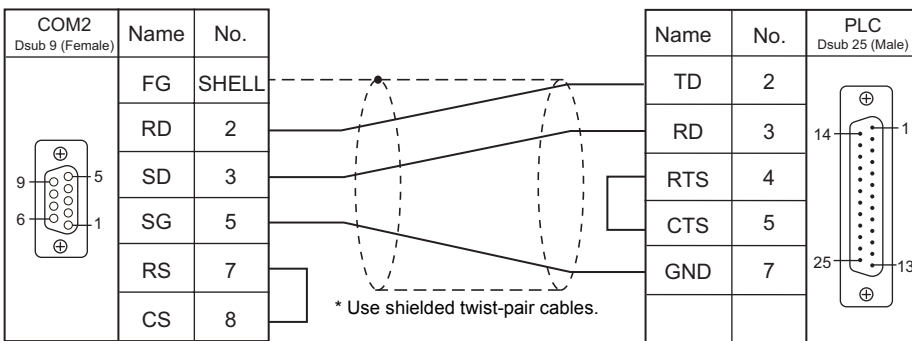 COM2
Dsub 9 (Female)
Name No.
FG SHELL
RD 2
SD 3
SG 5
RS 7
CS 8
9 5
6 1
* Use shielded twist-pair cables.
Name No.
PLC
Dsub 25 (Male)
TD 2
RD 3
RTS 4
CTS 5
GND 7
14 1
25 13